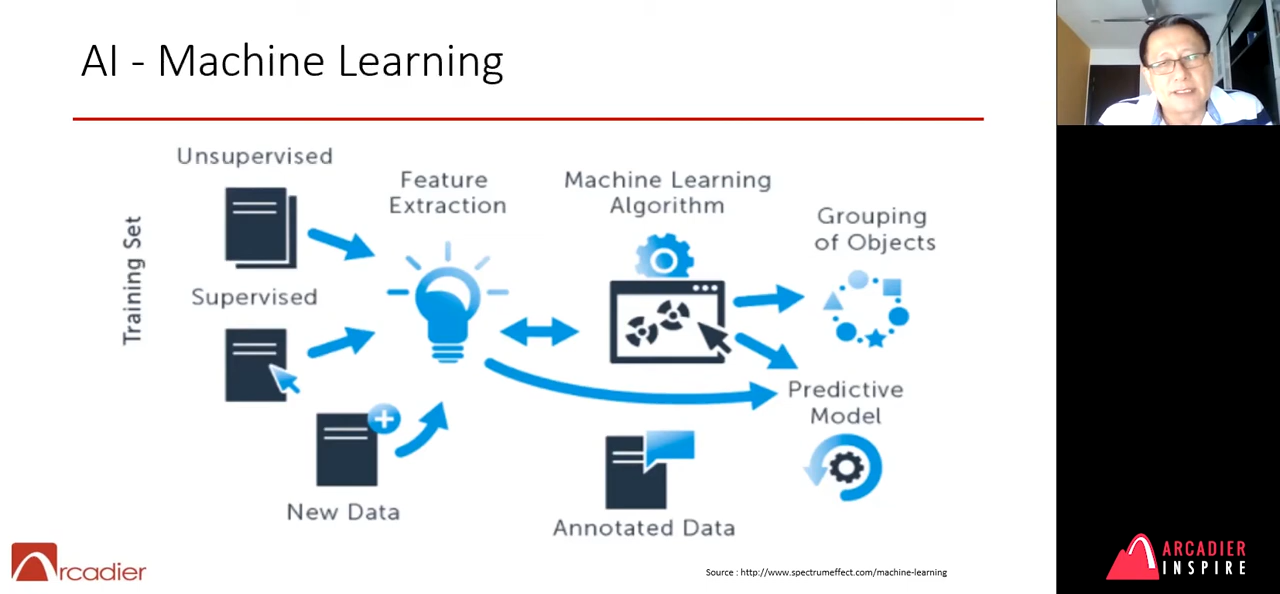 AI - Machine Learning
Training Set
Unsupervised
Supervised
New Data
Feature
Extraction
Machine Learning
Algorithm
Grouping
of Objects
Predictive
Model
Annotated Data
rcadier
Source : http://www.spectrumeffect.com/machine-learning
ARCADIER
INSPIRE